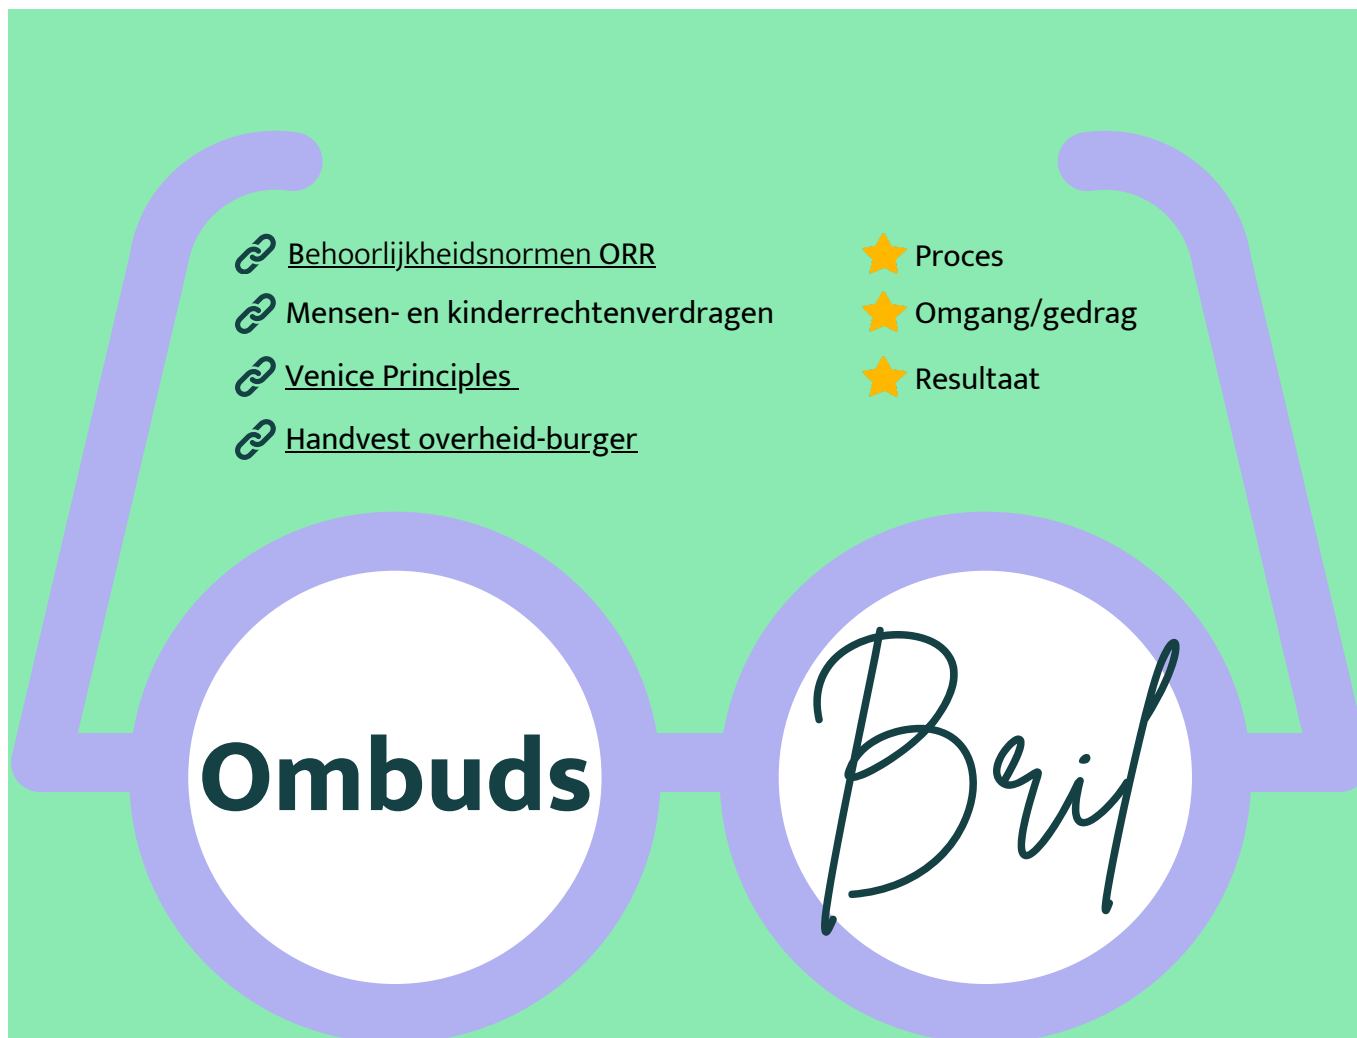 Behoorlijkheidsnormen ORR
Mensen- en kinderrechtenverdragen
Venice Principles
Handvest overheid-burger
Proces
Omgang/gedrag
Resultaat
Ombuds
Bril